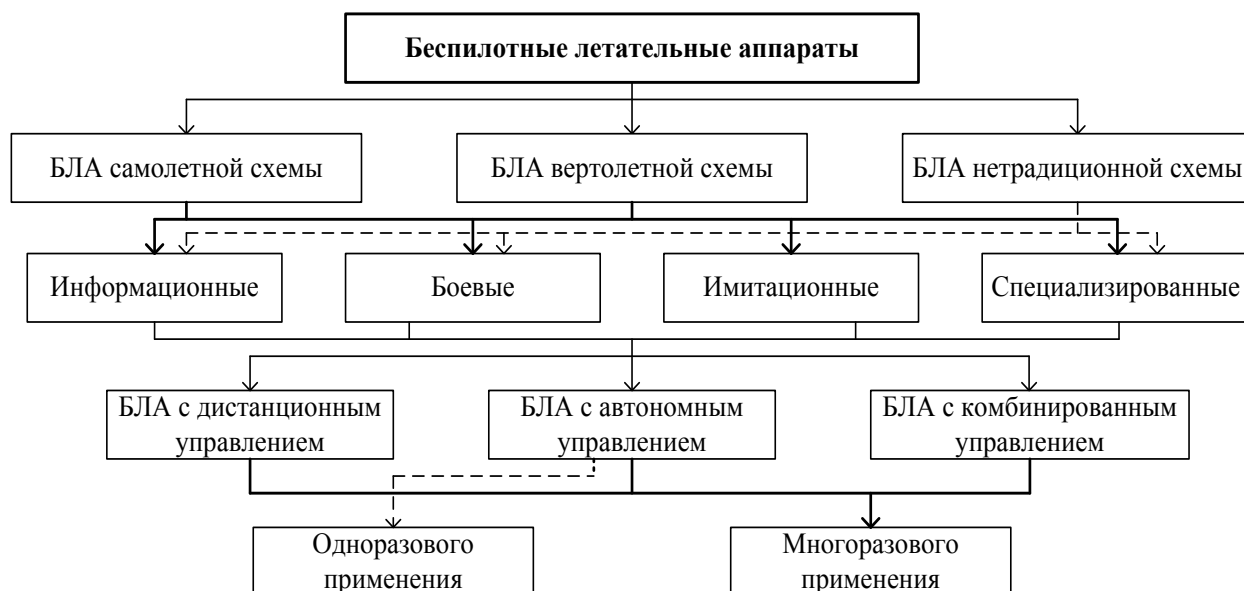 Беспилотные летательные аппараты
БЛА самолетной схемы
БЛА вертолетной схемы
БЛА нетрадиционной схемы
Информационные
Боевые
Имитационные
Специализированные
БЛА с дистанционным
управлением
БЛА с автономным
управлением
БЛА с комбинированным
управлением
Одноразового
применения
Многоразового
применения